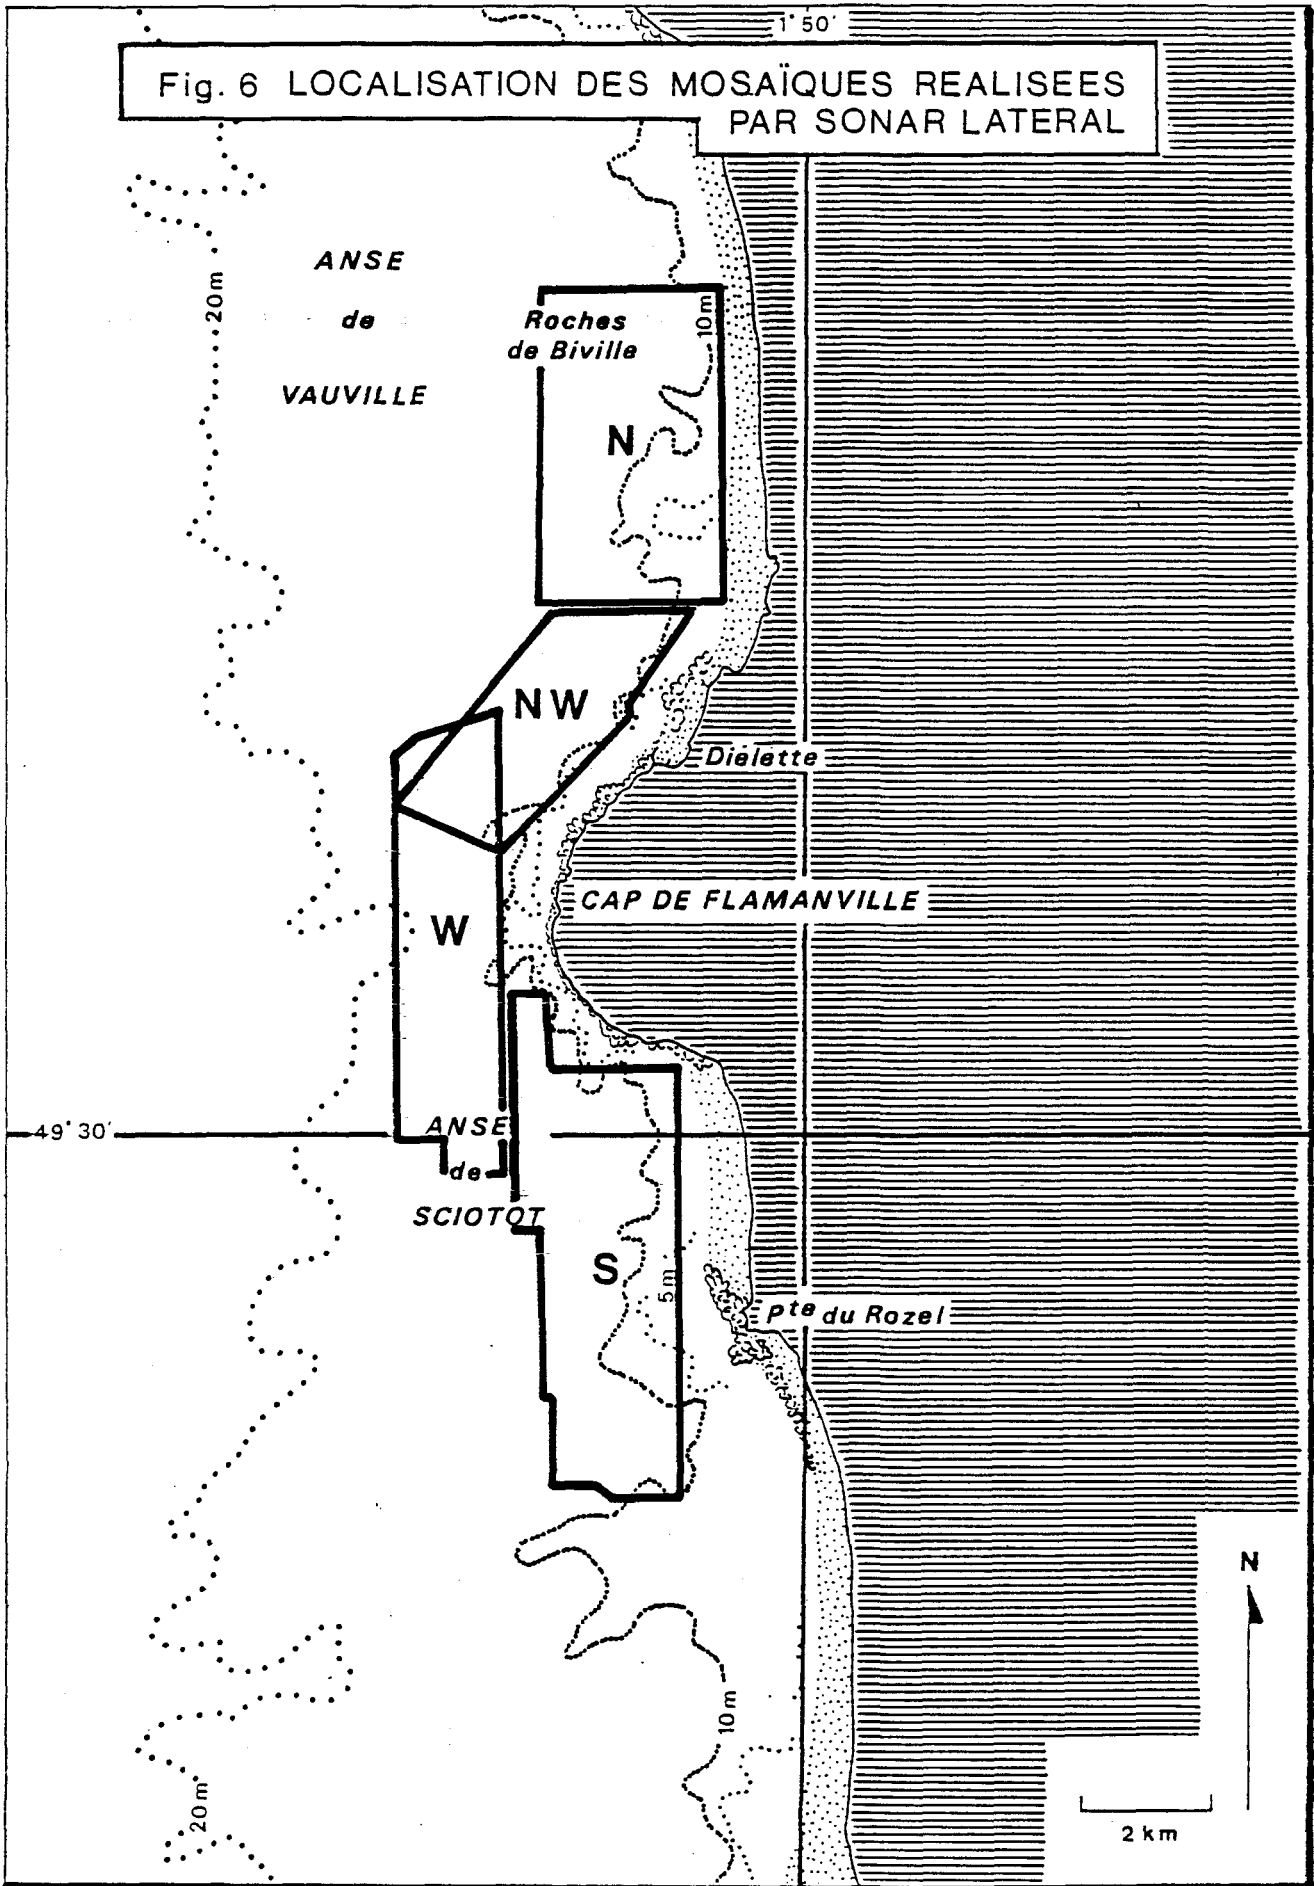 1°50'
Fig. 6 LOCALISATION DES MOSAÏQUES REALISEES
PAR SONAR LATERAL
ANSE
de
VAUVILLE
20m
Roches
de Biville
10m
N
NW
Dielette
CAP DE FLAMANVILLE
W
49°30'
ANSE
de
SCIOTOT
S
5m
Pte du Rozel
N
10m
20m
2 km